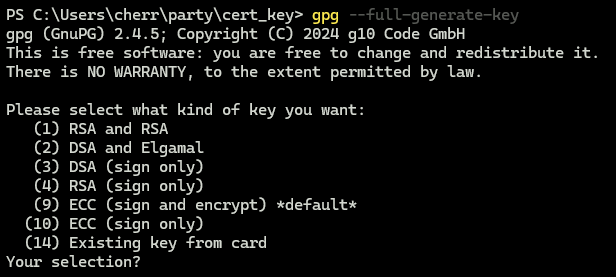 PS C:\Users\cherr\party\cert_key> gpg --full-generate-key
gpg (GnuPG) 2.4.5; Copyright (C) 2024 g10 Code GmbH
This is free software: you are free to change and redistribute it.
There is NO WARRANTY, to the extent permitted by law.

Please select what kind of key you want:
   (1) RSA and RSA
   (2) DSA and Elgamal
   (3) DSA (sign only)
   (4) RSA (sign only)
   (9) ECC (sign and encrypt) *default*
  (10) ECC (sign only)
  (14) Existing key from card
Your selection?